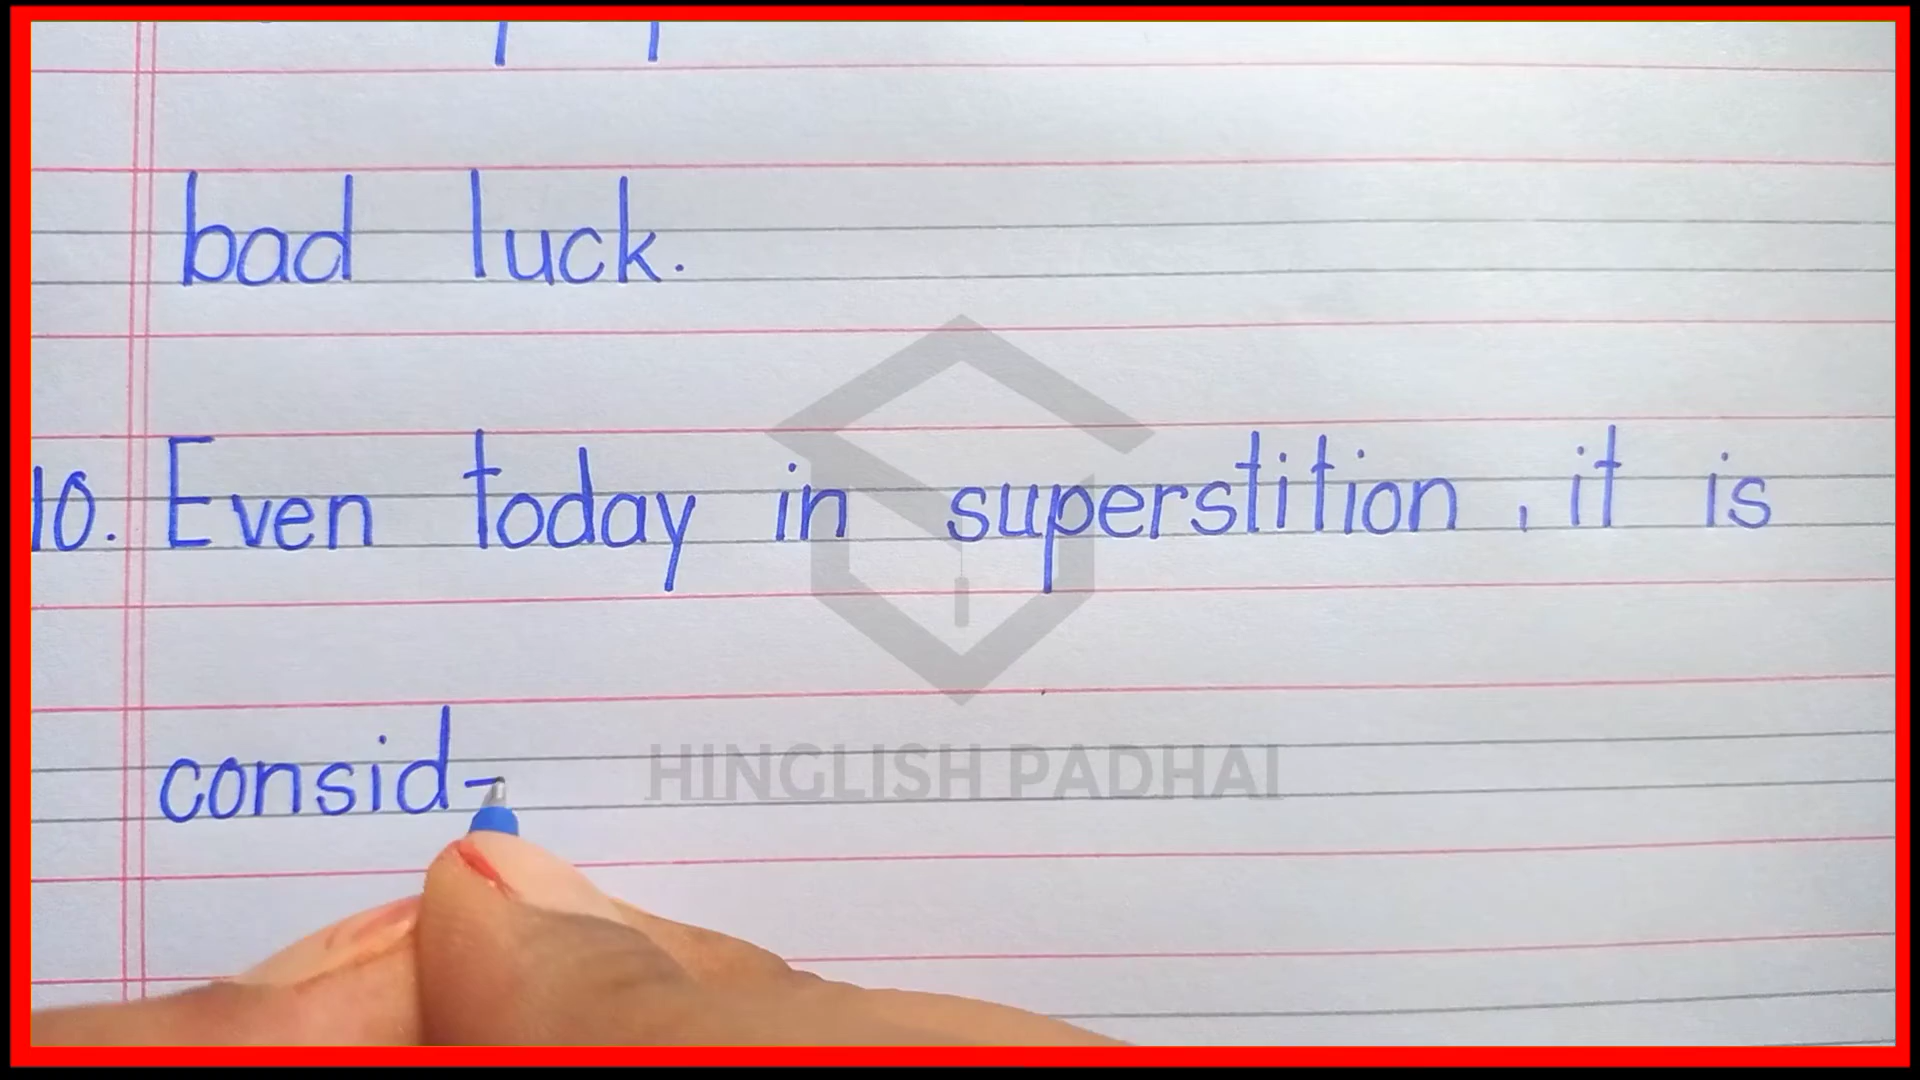 bad luck.
10. Even today in superstition, it is
consid-
HINGLISH PADHAI